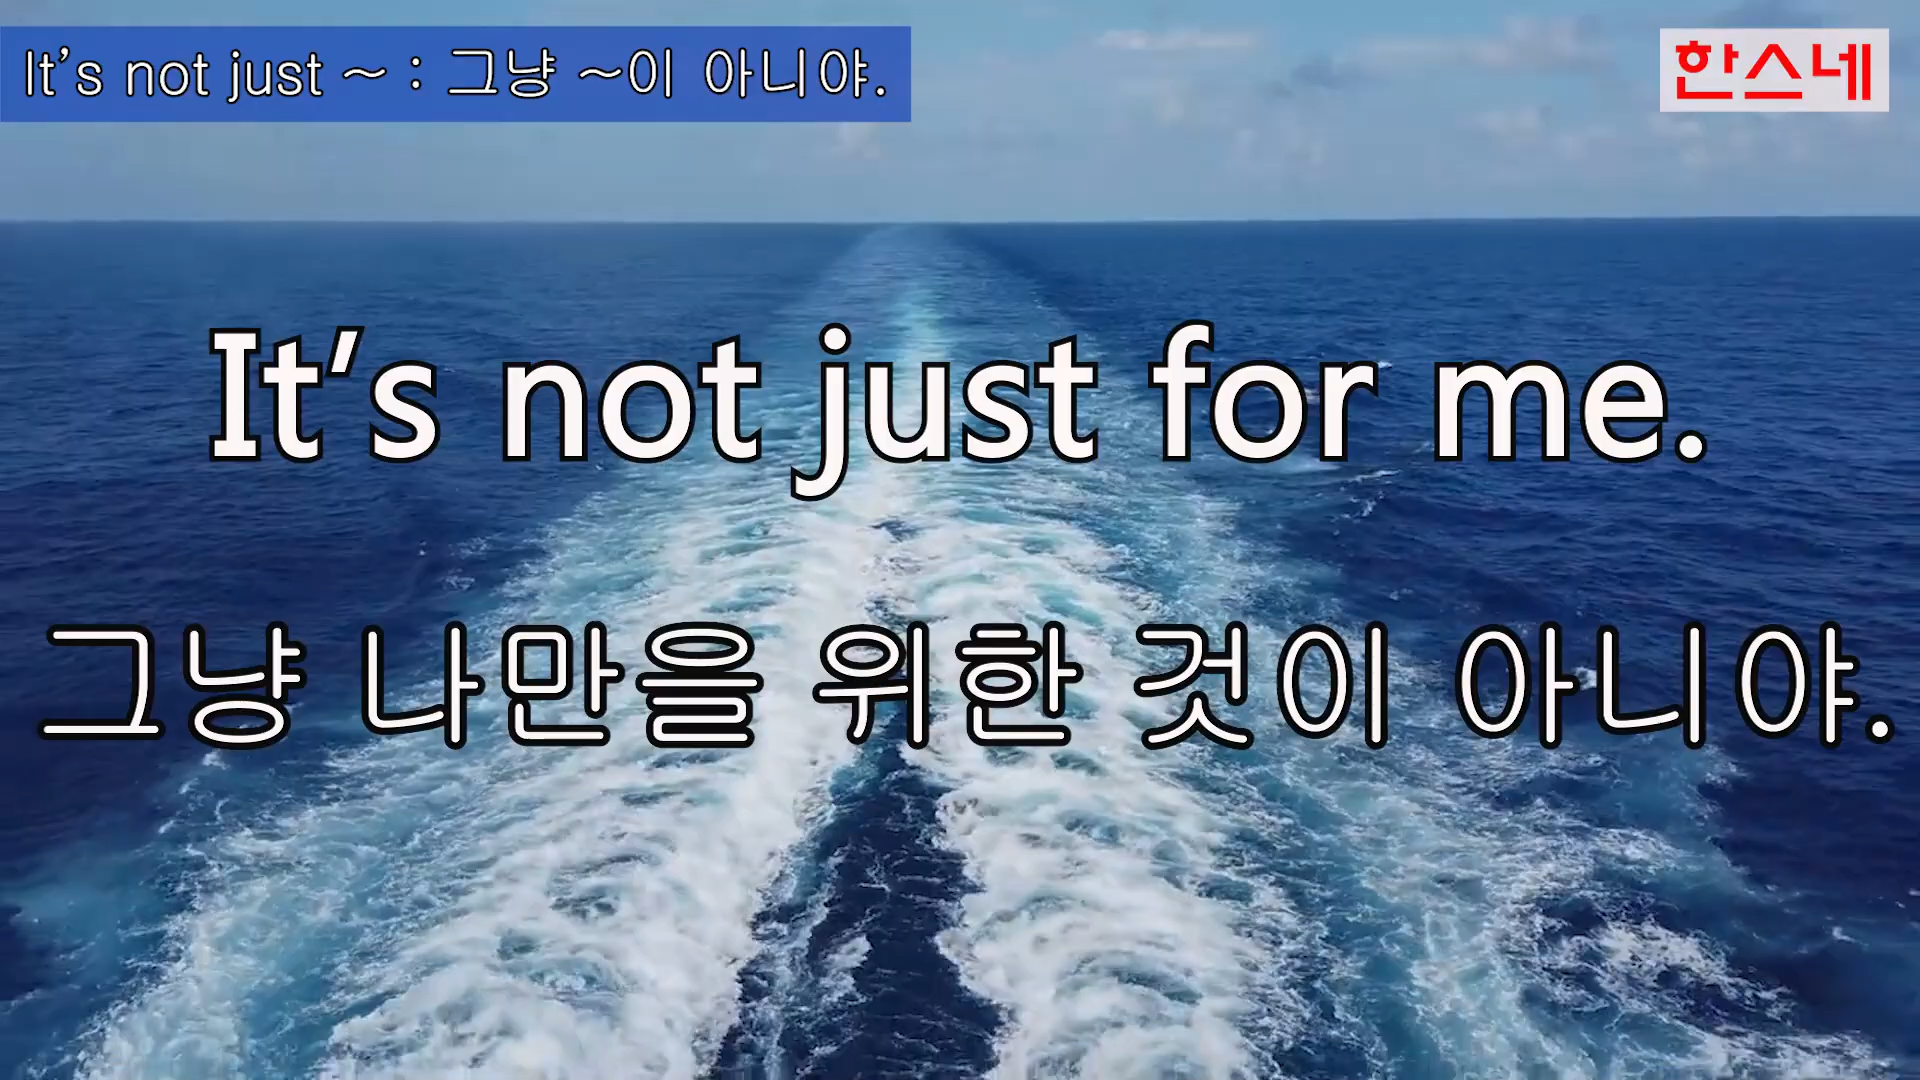 It's not just ~ : 그냥 ~이 아니야.
한스네
It's not just for me.
그냥 나만을 위한 것이 아니야.